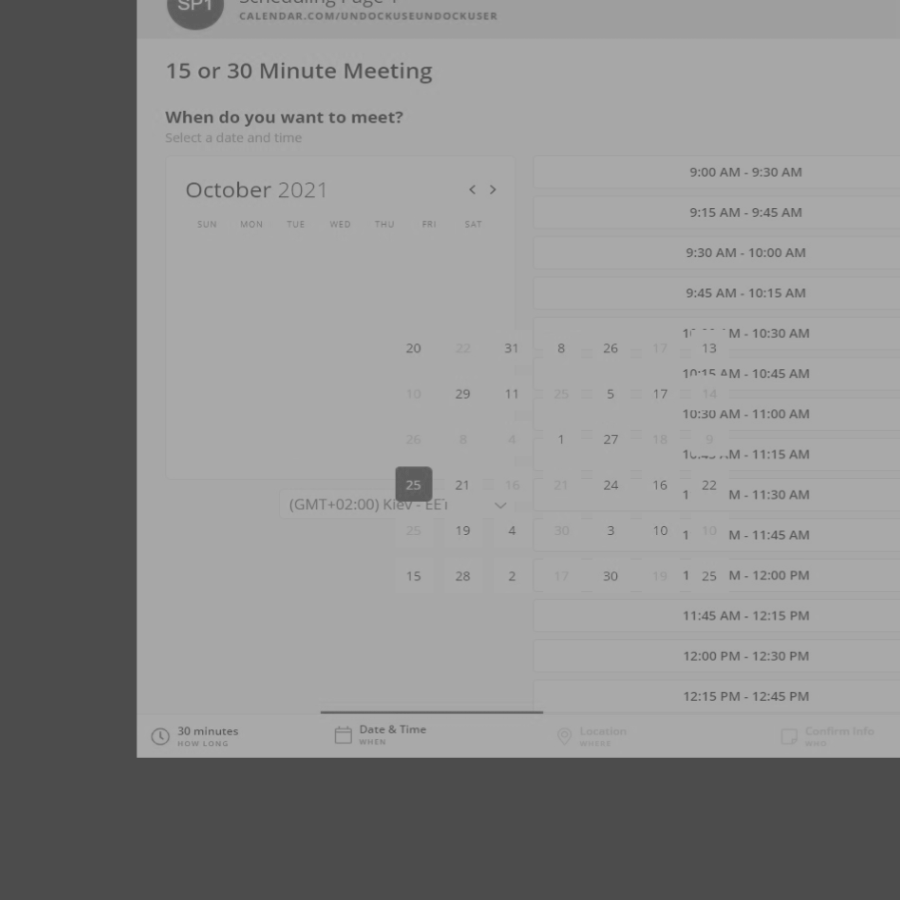 SP1
Scheduling Page 1
CALENDAR.COM/UNDOCKUSEUNDOCKUSER
15 or 30 Minute Meeting
When do you want to meet?
Select a date and time
October 2021
SUN MON TUE WED THU FRI SAT
9:00 AM - 9:30 AM
9:15 AM - 9:45 AM
9:30 AM - 10:00 AM
9:45 AM - 10:15 AM
M - 10:30 AM
20 22 31 8 26 17 13
10:15 AM - 10:45 AM
10 29 11 25 5 17 14
10:30 AM - 11:00 AM
26 8 4 1 27 18 9
M - 11:15 AM
25 21 16 21 24 16 22
1 M - 11:30 AM
(GMT+02:00) Kiev - EET
25 19 4 30 3 10 10
1 M - 11:45 AM
15 28 2 17 30 19 25
1 M - 12:00 PM
11:45 AM - 12:15 PM
12:00 PM - 12:30 PM
12:15 PM - 12:45 PM
30 minutes
HOW LONG
Date & Time
WHEN
Location
WHERE
Confirm Info
WHO